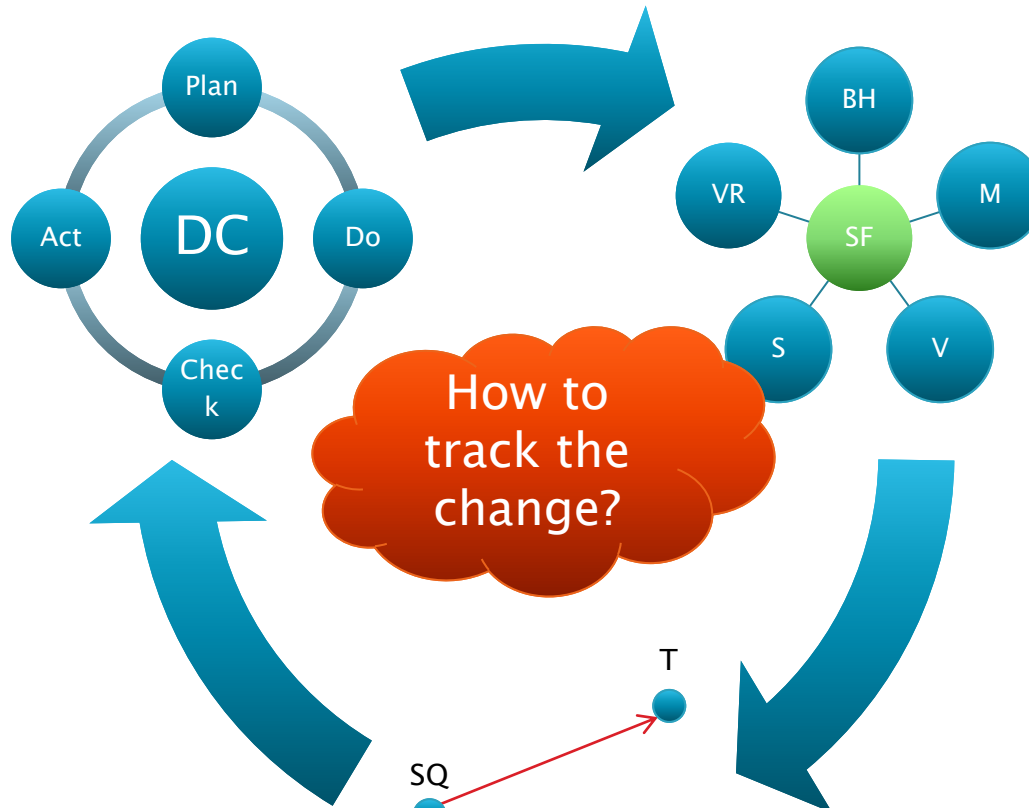 Plan
Act
DC
Do
Chec
k
BH
VR
M
SF
S
V
How to
track the
change?
T
SQ